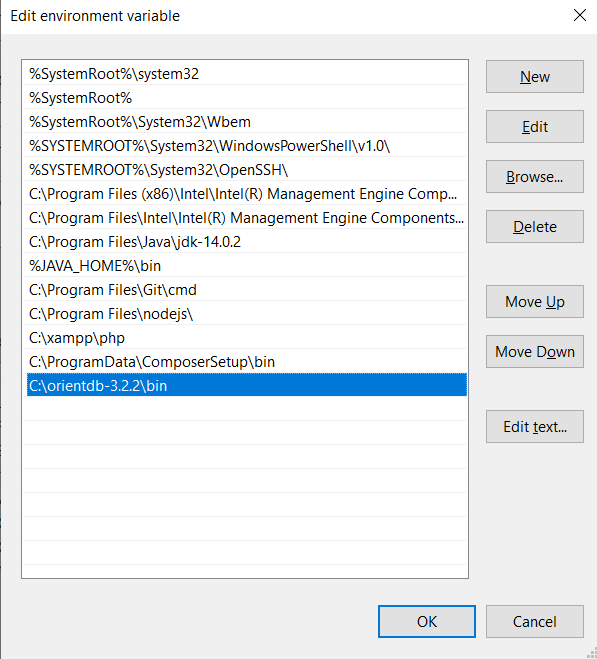 Edit environment variable
%SystemRoot%\system32
%SystemRoot%
%SystemRoot%\System32\Wbem
%SYSTEMROOT%\System32\WindowsPowerShell\v1.0\
%SYSTEMROOT%\System32\OpenSSH\
C:\Program Files (x86)\Intel\Intel(R) Management Engine Comp...
C:\Program Files\Intel\Intel(R) Management Engine Components...
C:\Program Files\Java\jdk-14.0.2
%JAVA_HOME%\bin
C:\Program Files\Git\cmd
C:\Program Files\nodejs\
C:\xampp\php
C:\ProgramData\ComposerSetup\bin
C:\orientdb-3.2.2\bin
New
Edit
Browse...
Delete
Move Up
Move Down
Edit text...
OK
Cancel